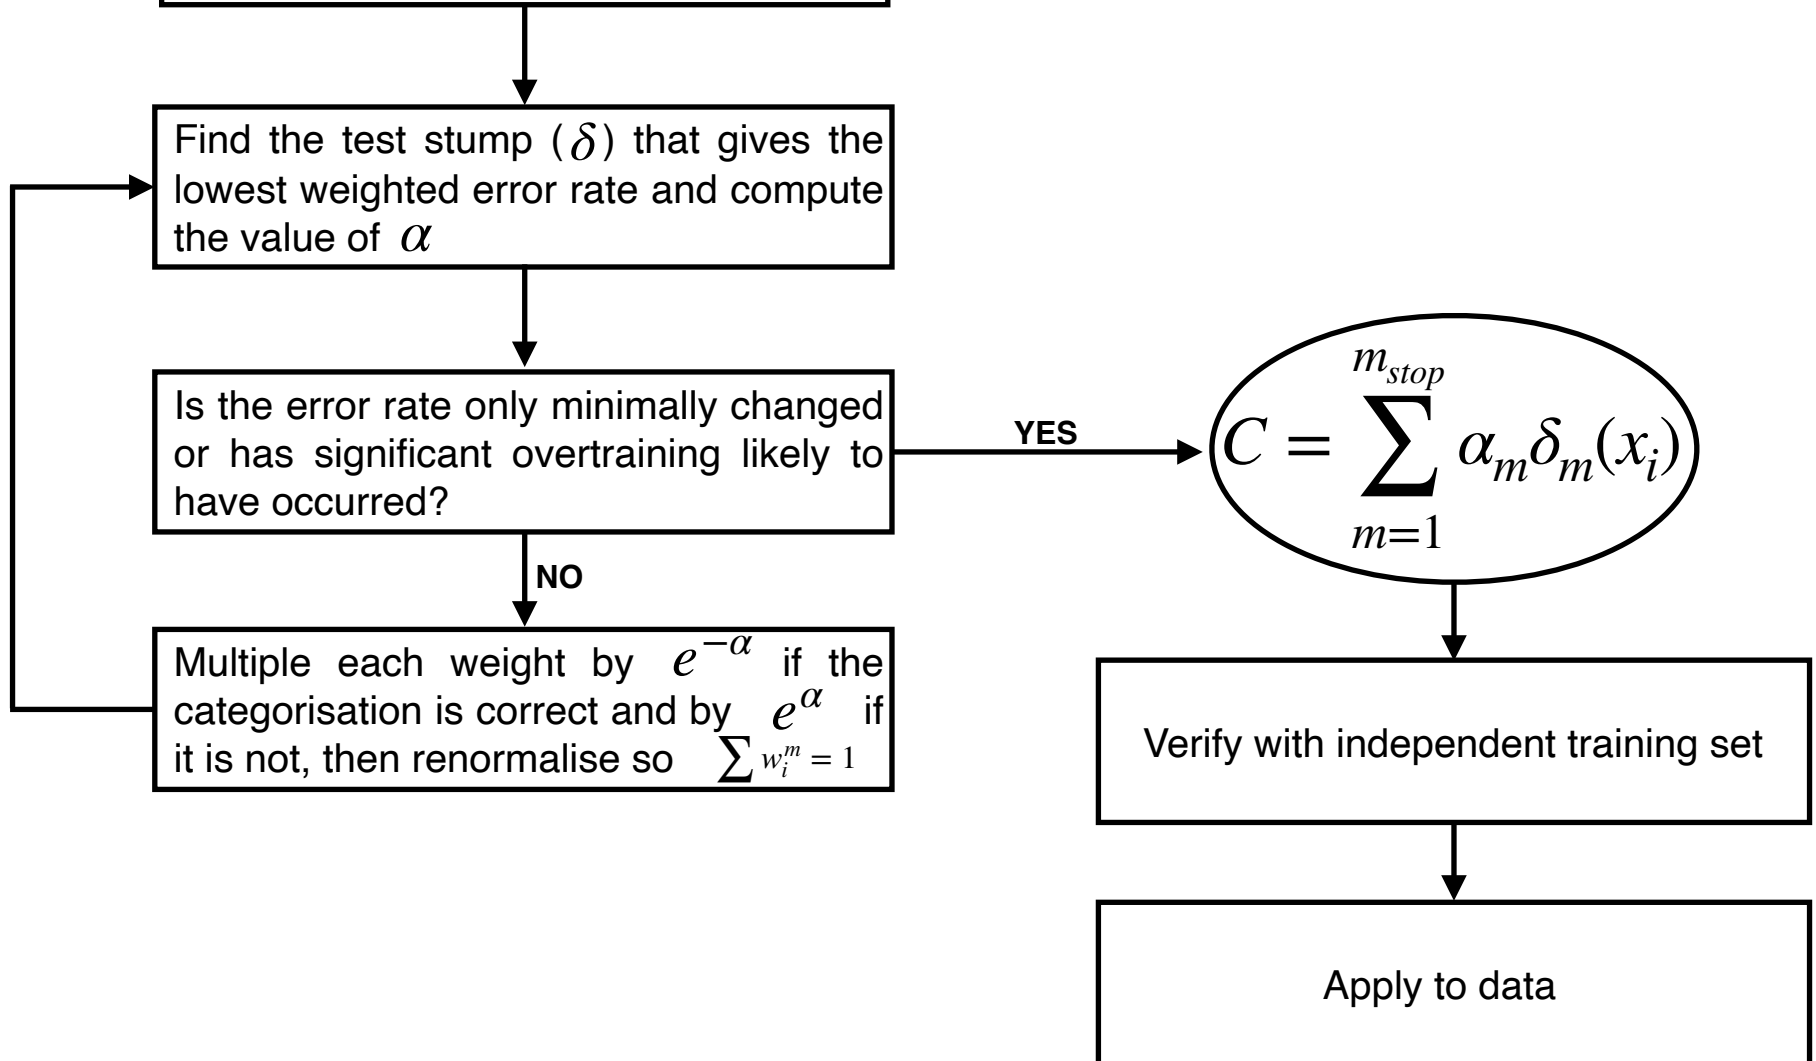 Find the test stump (δ) that gives the
lowest weighted error rate and compute
the value of α
Is the error rate only minimally changed
or has significant overtraining likely to
have occurred?
YES
C = ∑_{m=1}^{m_{stop}} α_m δ_m(x_i)
NO
Multiple each weight by e^{−α} if the
categorisation is correct and by e^{α} if
it is not, then renormalise so ∑ w_i^m = 1
Verify with independent training set
Apply to data